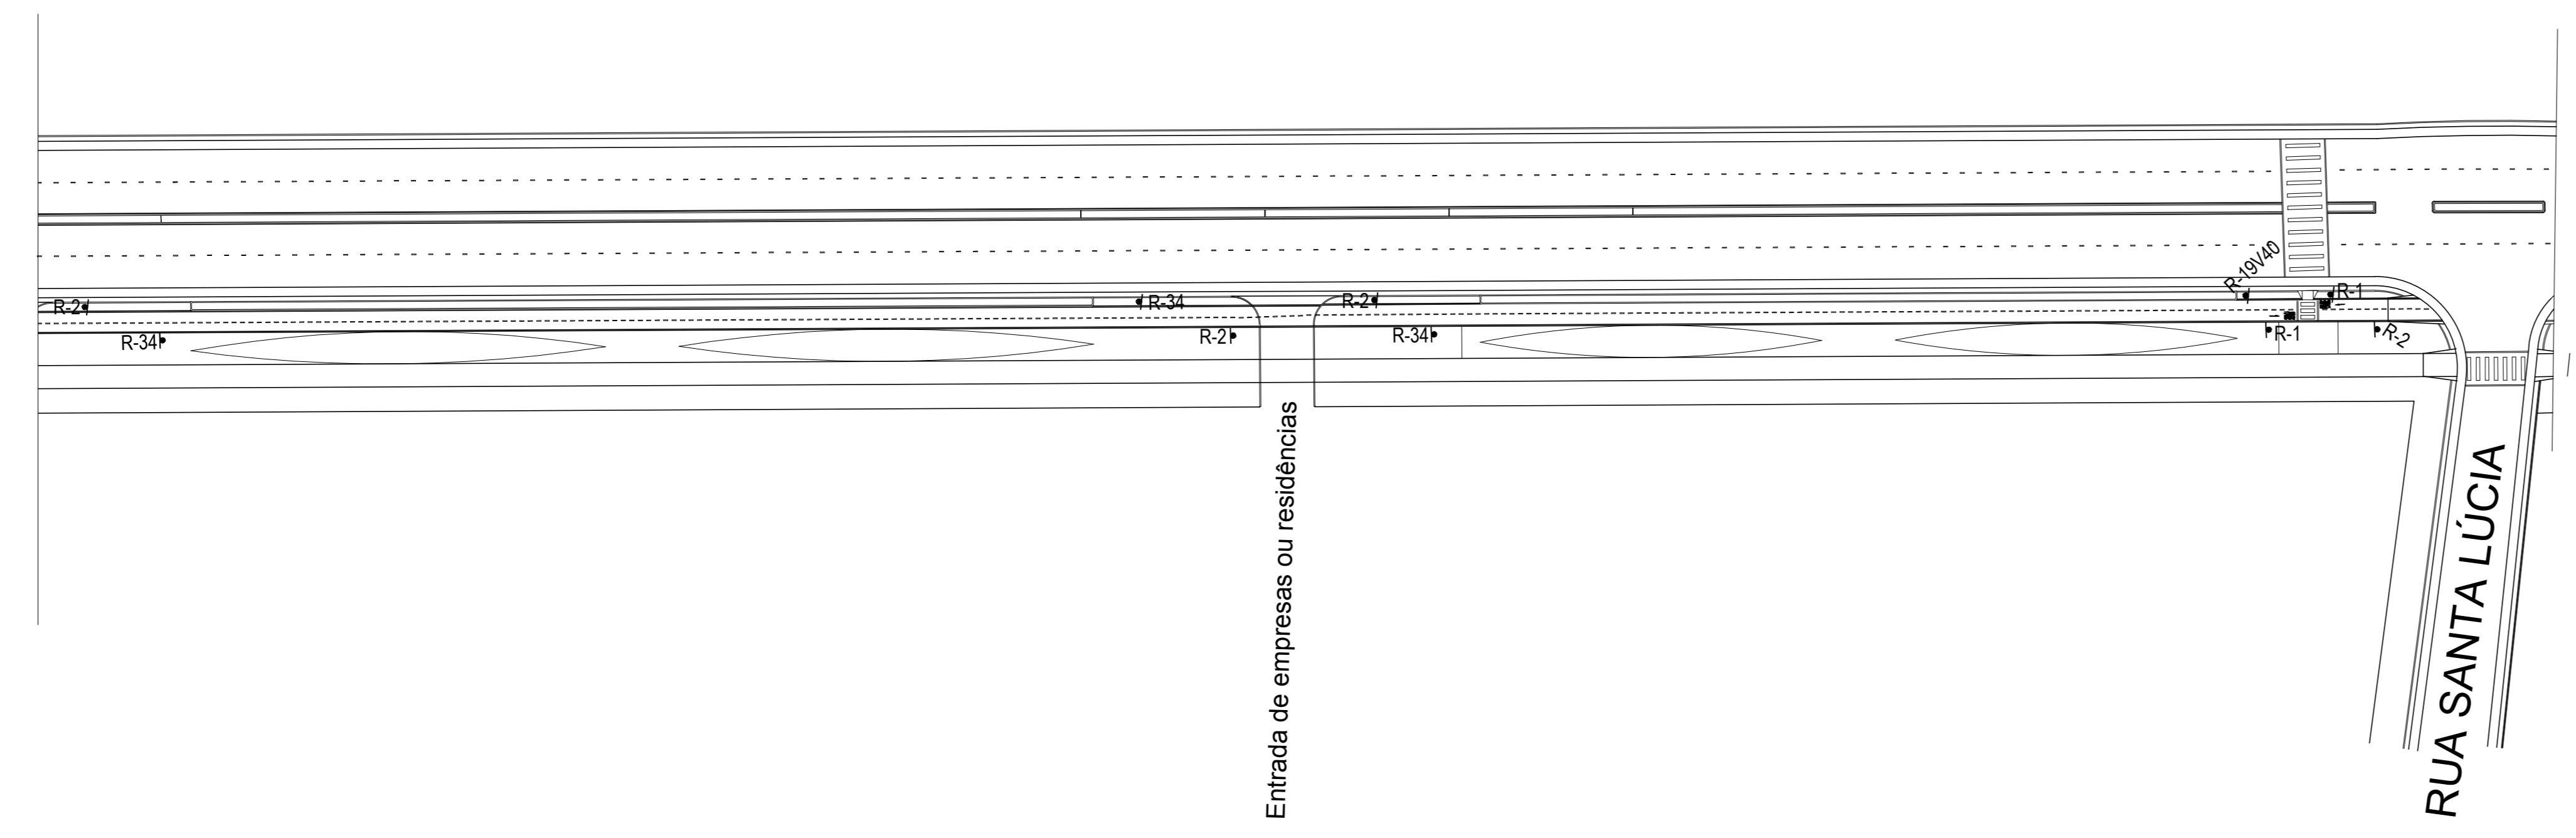 R-19V40
R-2
R-34
R-2
R-1
R-34
R-2
R-34
R-1
R-2
Entrada de empresas ou residências
RUA SANTA LÚCIA